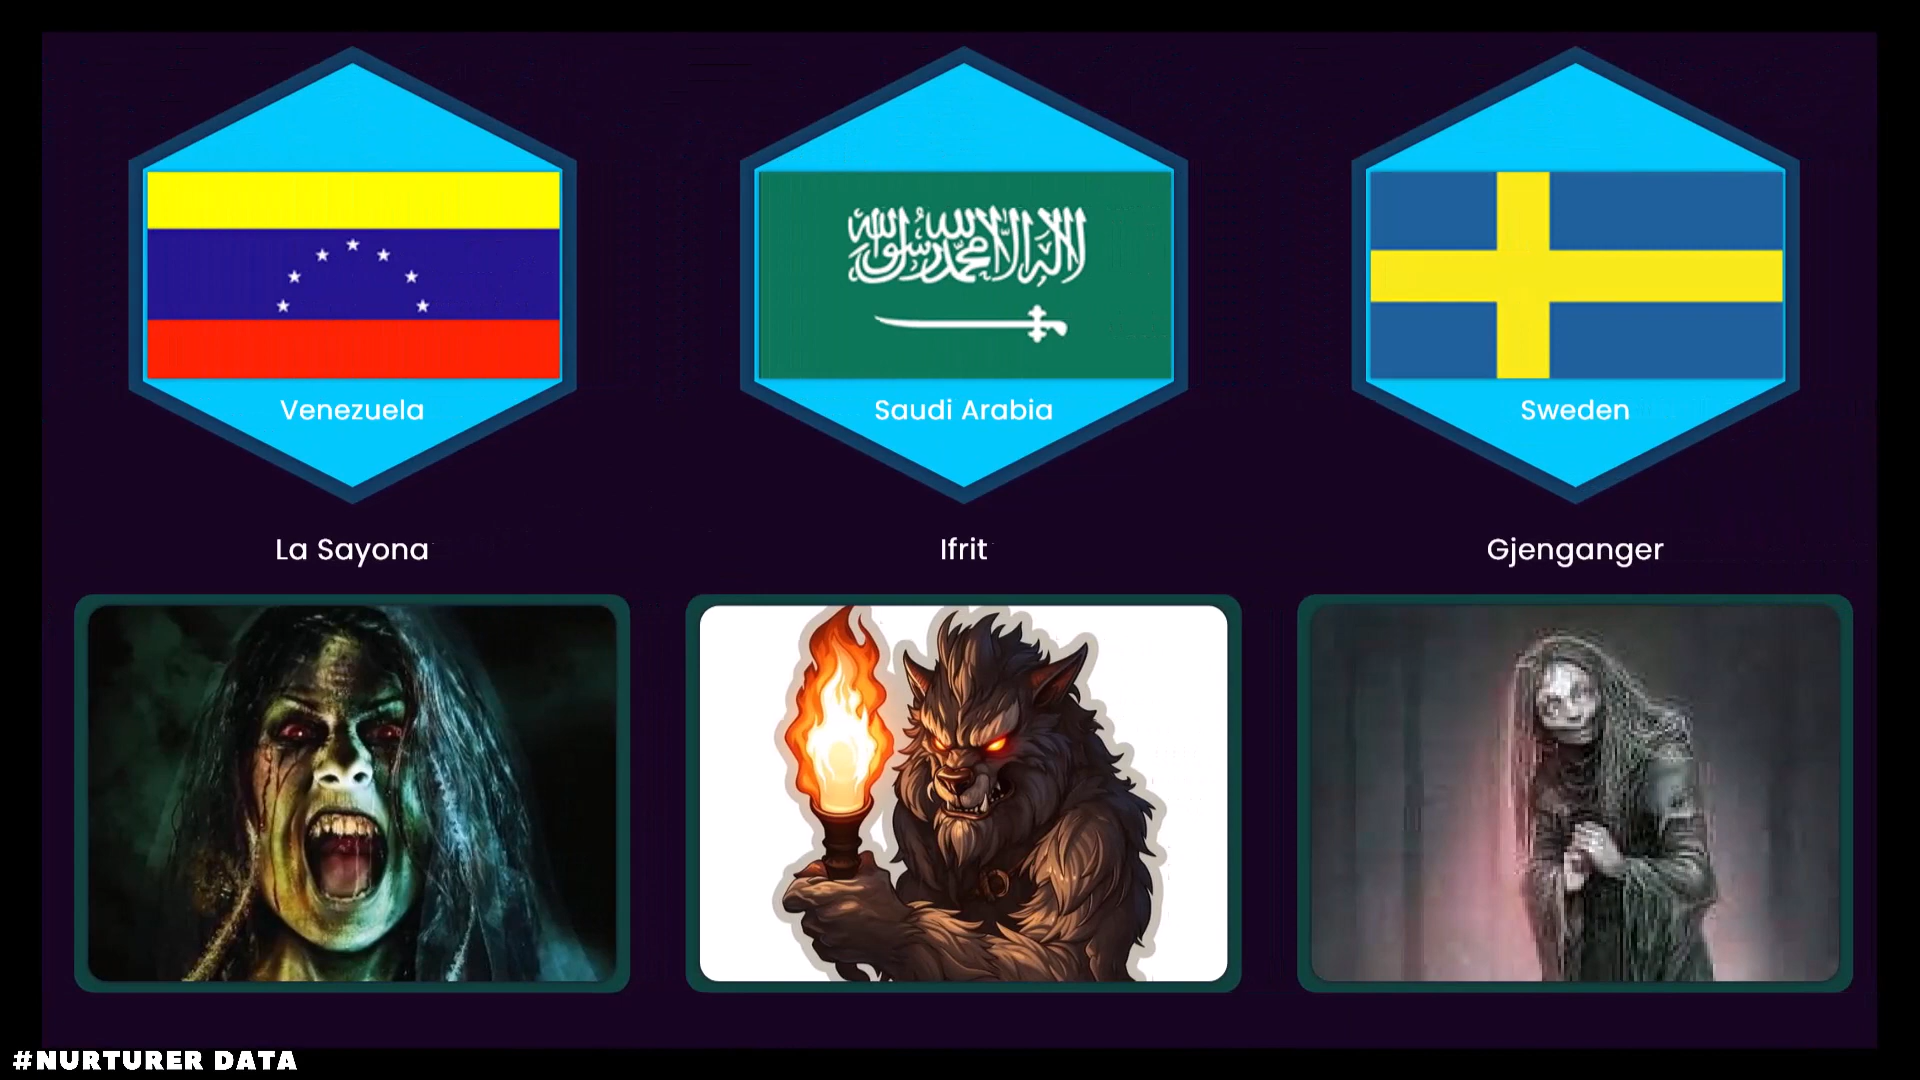 لا إله إلا الله محمد رسول الله
Venezuela
Saudi Arabia
Sweden
La Sayona
Ifrit
Gjenganger
#NURTURER DATA